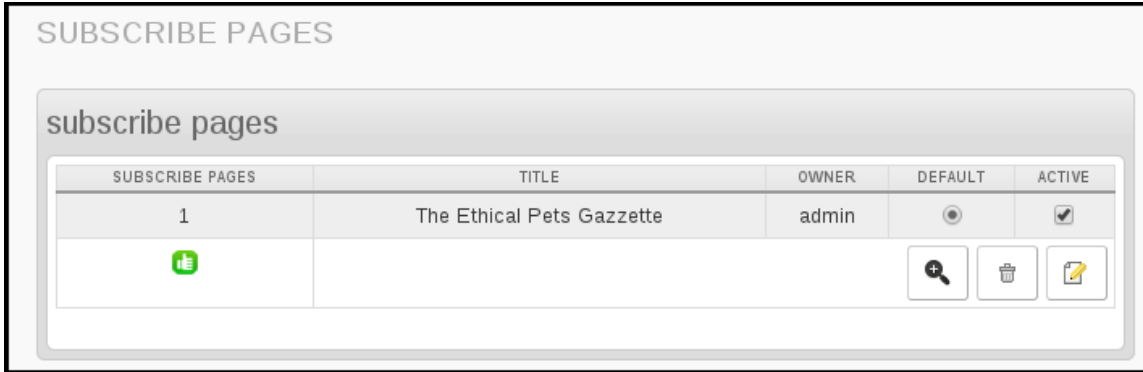 SUBSCRIBE PAGES
subscribe pages
SUBSCRIBE PAGES TITLE OWNER DEFAULT ACTIVE
1 The Ethical Pets Gazzette admin